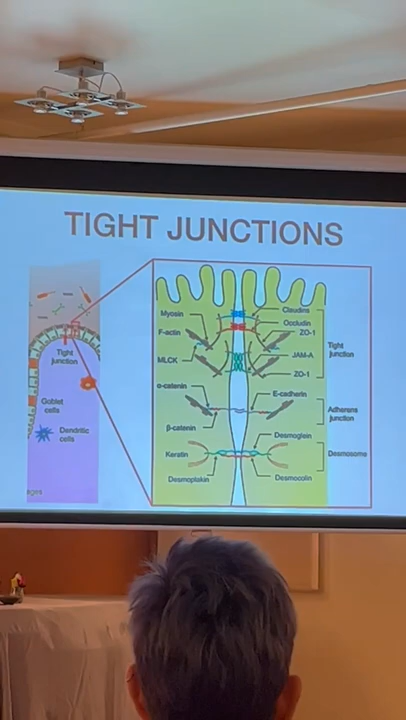 TIGHT JUNCTIONS
Tight
junction
Goblet
cells
Dendritic
cells
Myosin
F-actin
MLCK
α-catenin
β-catenin
Keratin
Desmoplakin
Claudins
Occludin
ZO-1
JAM-A
ZO-1
E-cadherin
Desmoglein
Desmocolin
Tight
junction
Adherens
junction
Desmosome